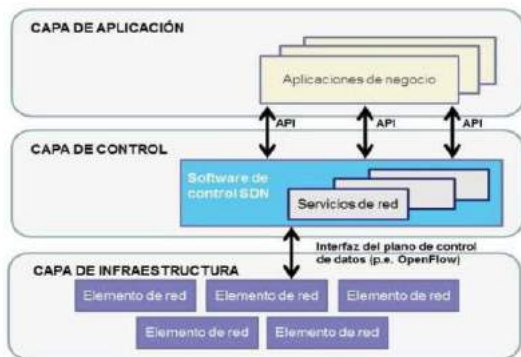 CAPA DE APLICACIÓN
Aplicaciones de negocio
API
API
API
CAPA DE CONTROL
Software de
control SDN
Servicios de red
Interfaz del plano de control
de datos (p.e. OpenFlow)
CAPA DE INFRAESTRUCTURA
Elemento de red
Elemento de red
Elemento de red
Elemento de red
Elemento de red